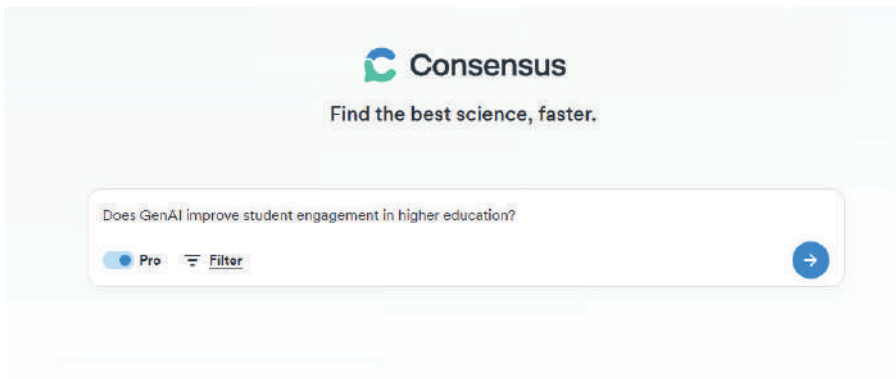 Consensus
Find the best science, faster.
Does GenAI improve student engagement in higher education?
Pro Filter